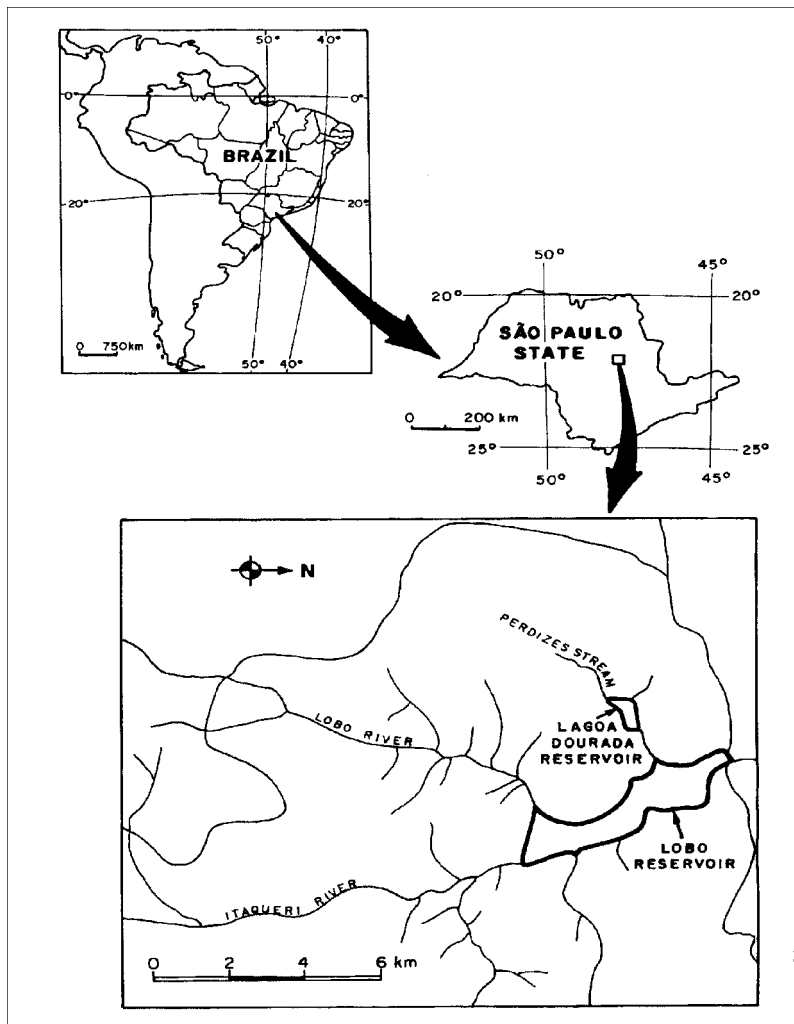 50° 40°
0° 0°
BRAZIL
20° 20°
0 750km
50° 40°
50° 45°
20° 20°
SÃO PAULO
STATE
0 200 km
25° 25°
50° 45°
N
PERDIZES STREAM
LOBO RIVER
LAGOA
DOURADA
RESERVOIR
LOBO
RESERVOIR
ITAQUERI RIVER
0 2 4 6 km